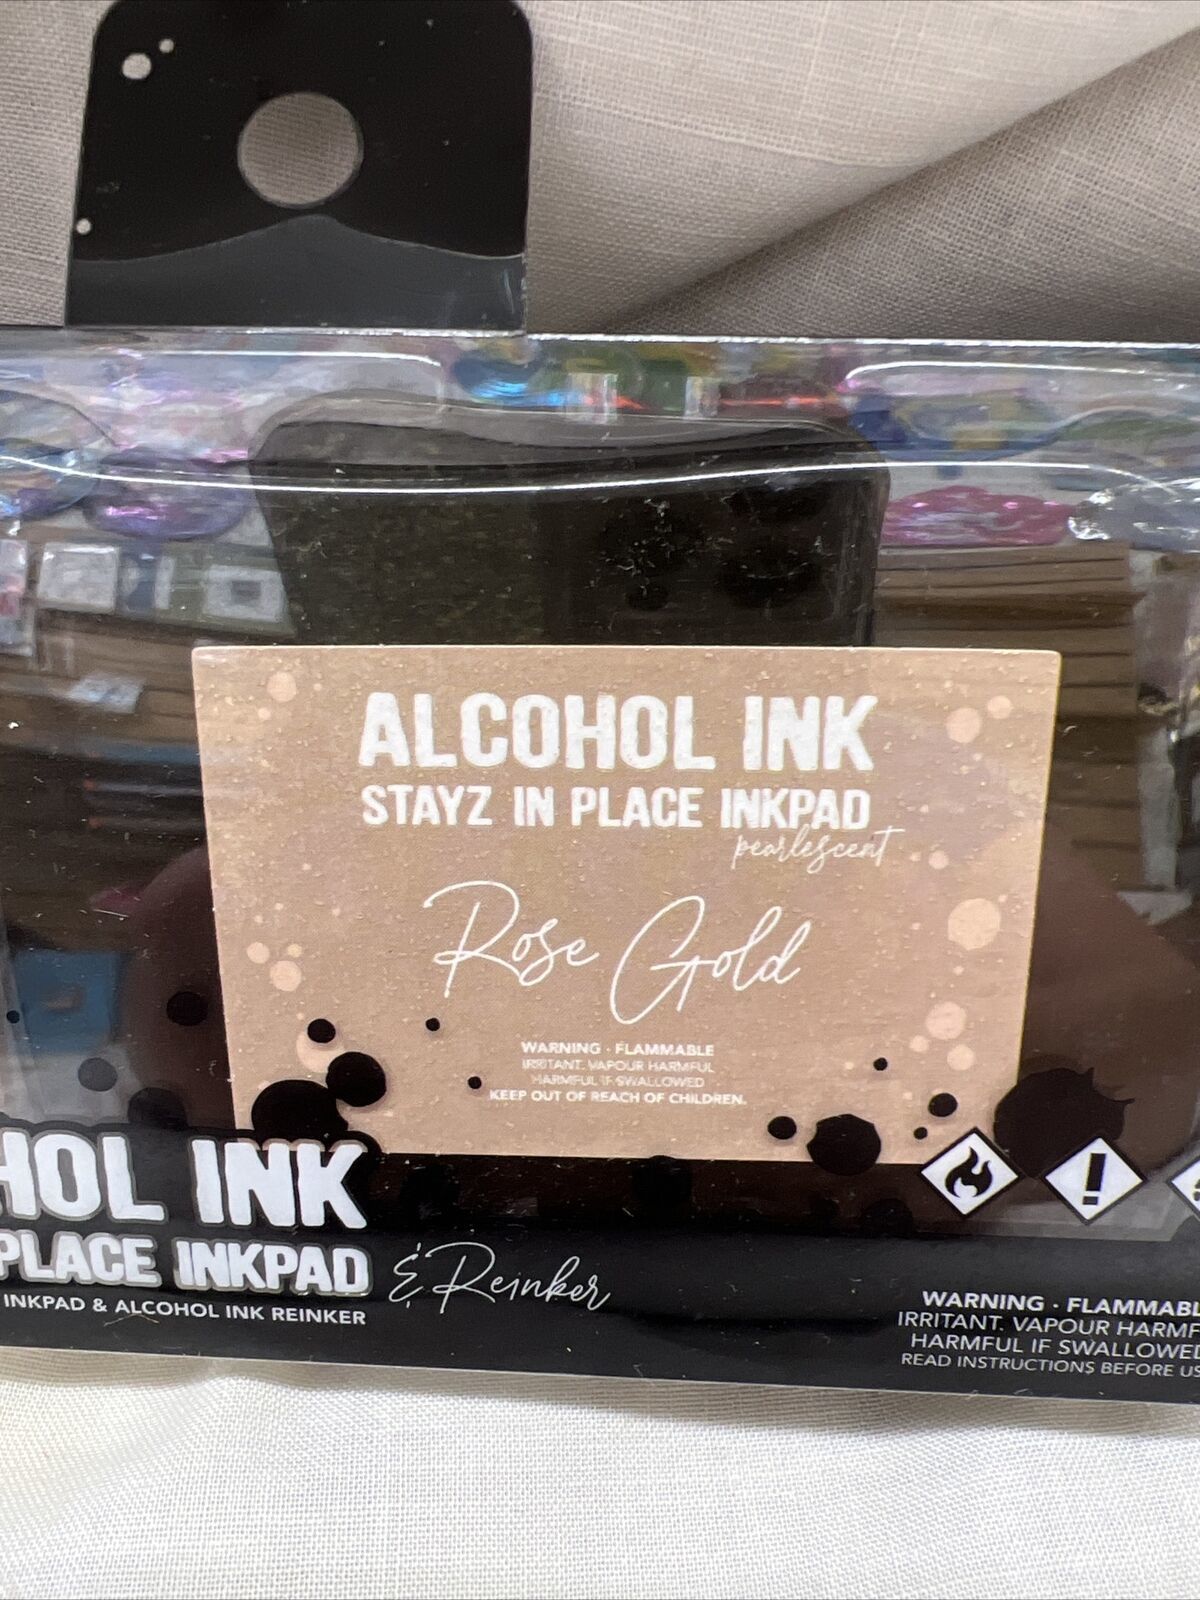 ALCOHOL INK
STAYZ IN PLACE INKPAD
pearlescent
Rose Gold
WARNING · FLAMMABLE
IRRITANT. VAPOUR HARMFUL
HARMFUL IF SWALLOWED
KEEP OUT OF REACH OF CHILDREN.
HOL INK
PLACE INKPAD
& Reinker
INKPAD & ALCOHOL INK REINKER
WARNING · FLAMMABL
IRRITANT. VAPOUR HARMF
HARMFUL IF SWALLOWED
READ INSTRUCTIONS BEFORE US